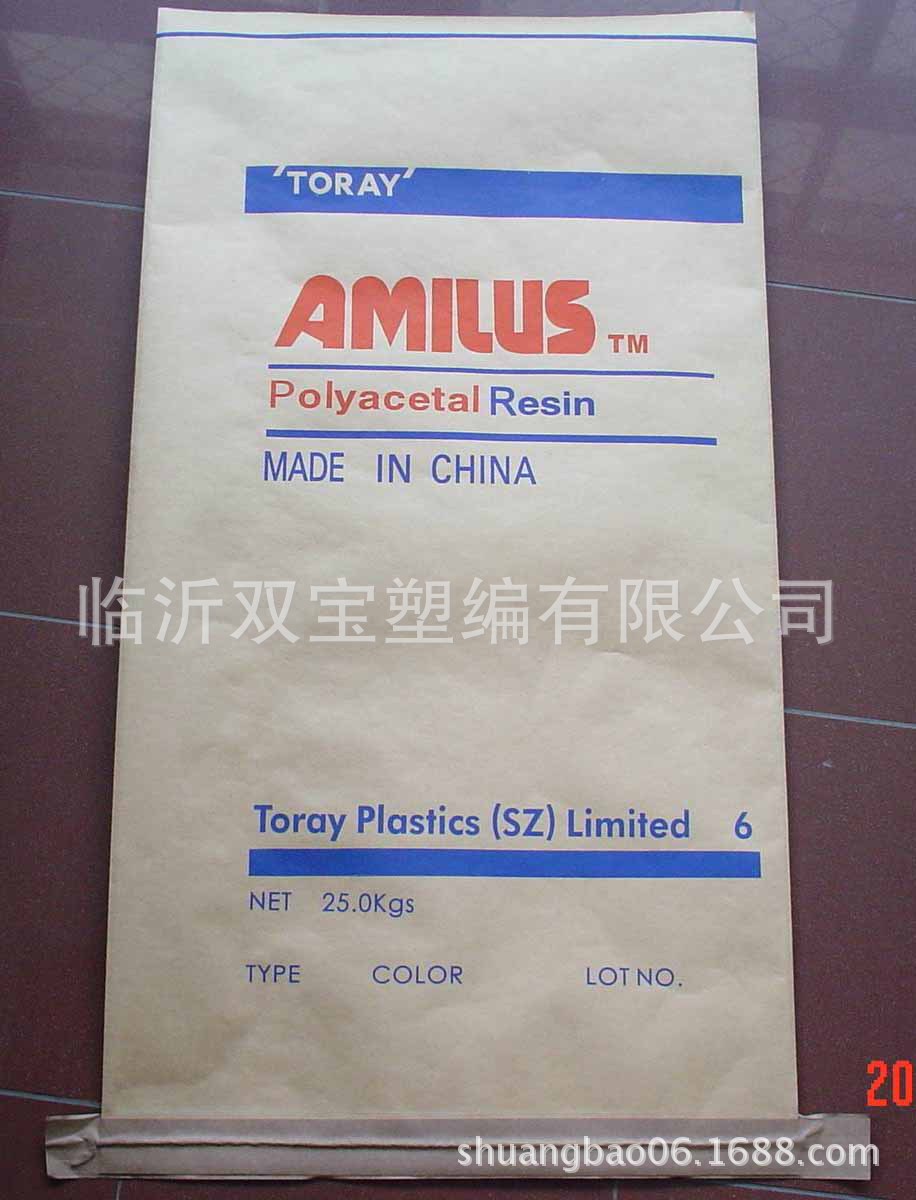 'TORAY'
AMILUS TM
Polyacetal Resin
MADE IN CHINA
临沂双宝塑编有限公司
Toray Plastics (SZ) Limited 6
NET 25.0Kgs
TYPE COLOR LOT NO.
20
shuangbao06.1688.com